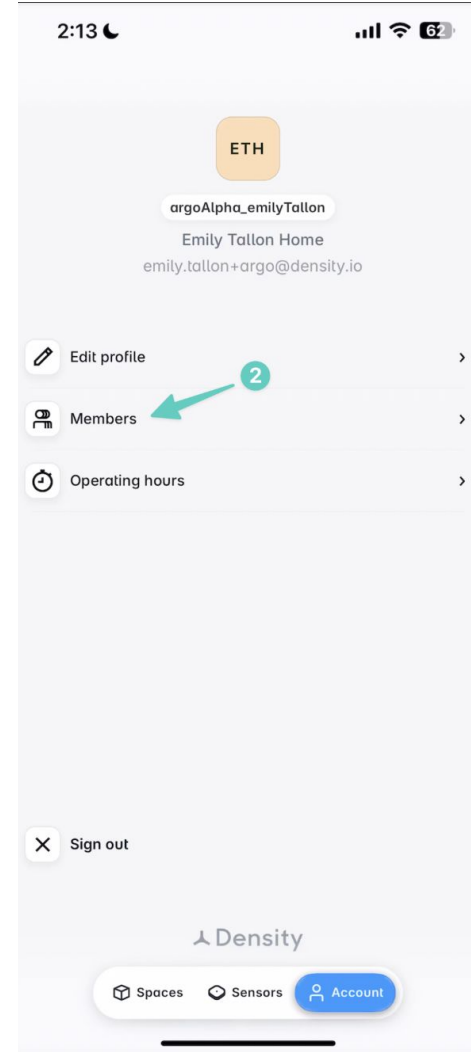 2:13 62
ETH
argoAlpha_emilyTallon
Emily Tallon Home
emily.tallon+argo@density.io
Edit profile
2
Members
Operating hours
Sign out
Density
Spaces Sensors Account